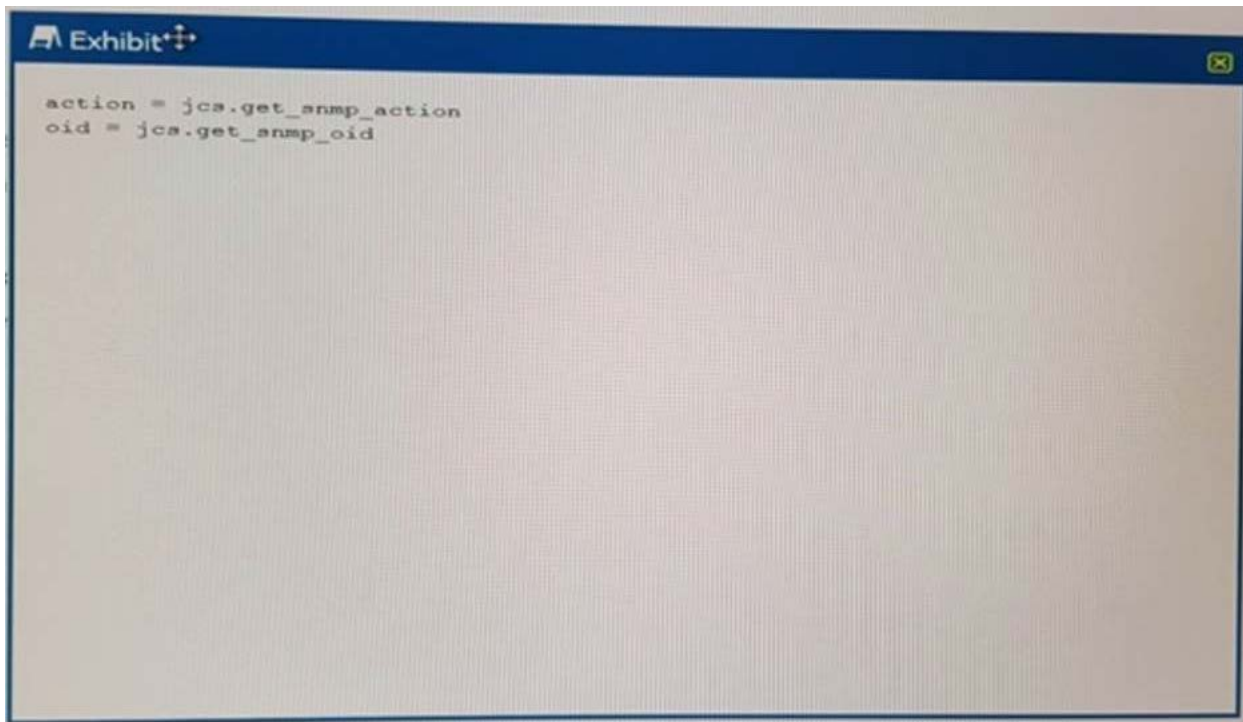 Exhibit
action = jcs.get_snmp_action
oid = jcs.get_snmp_oid